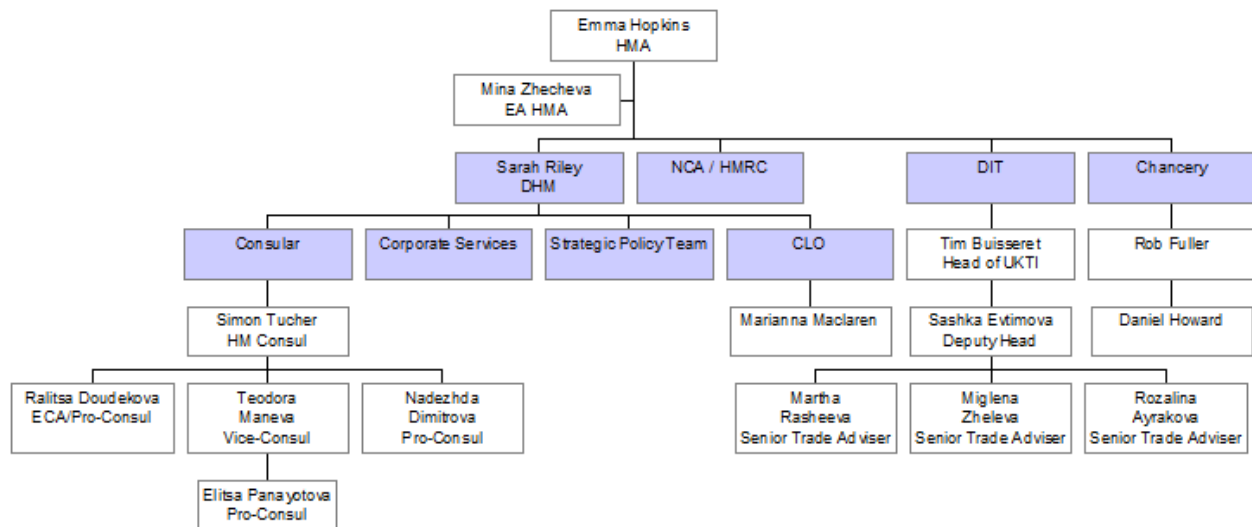 Emma Hopkins
HMA
Mina Zhecheva
EA HMA
Sarah Riley
DHM
NCA / HMRC
DIT
Chancery
Consular
Corporate Services
Strategic Policy Team
CLO
Tim Buisseret
Head of UKTI
Rob Fuller
Simon Tucher
HM Consul
Marianna Maclaren
Sashka Evtimova
Deputy Head
Daniel Howard
Ralitsa Doudekova
ECA/Pro-Consul
Teodora
Maneva
Vice-Consul
Nadezhda
Dimitrova
Pro-Consul
Martha
Rasheeva
Senior Trade Adviser
Miglena
Zheleva
Senior Trade Adviser
Rozalina
Ayrakova
Senior Trade Adviser
Elitsa Panayotova
Pro-Consul